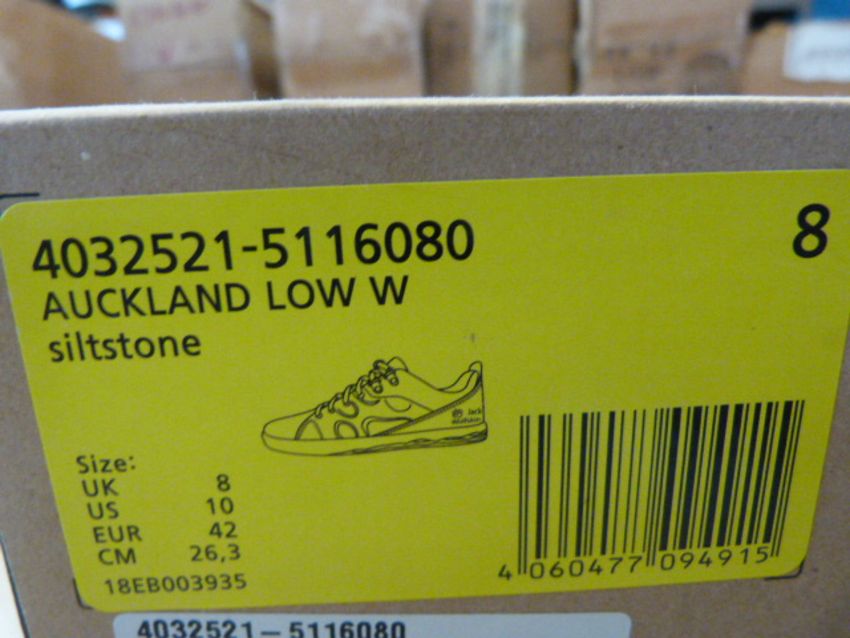 4032521-5116080
8
AUCKLAND LOW W
siltstone
Jack
Size:
UK 8
US 10
EUR 42
CM 26,3
18EB003935
4 060477 094915
4032521-5116080